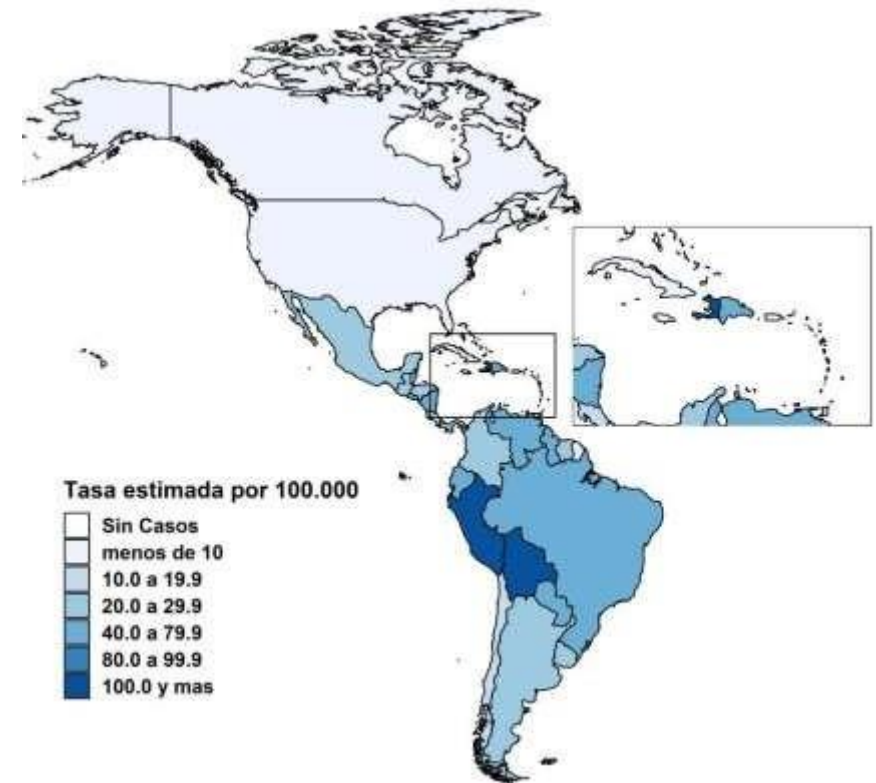 Tasa estimada por 100.000
Sin Casos
menos de 10
10.0 a 19.9
20.0 a 29.9
40.0 a 79.9
80.0 a 99.9
100.0 y mas